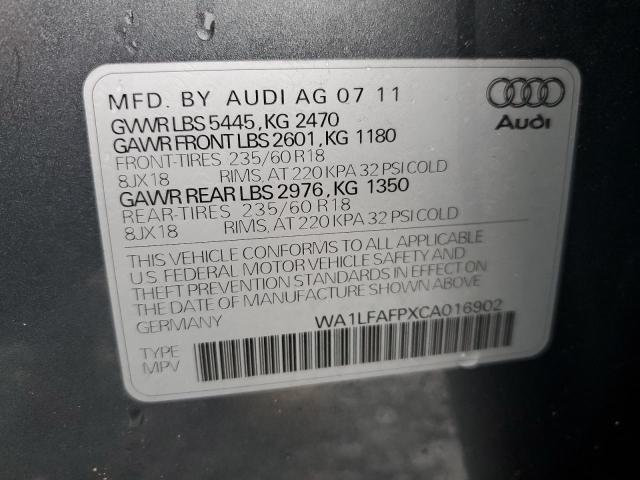 MFD. BY AUDI AG 07 11
GVWR LBS 5445, KG 2470
GAWR FRONT LBS 2601, KG 1180
FRONT-TIRES 235/60 R18
8JX18 RIMS, AT 220 KPA 32 PSI COLD
GAWR REAR LBS 2976, KG 1350
REAR-TIRES 235/60 R18
8JX18 RIMS, AT 220 KPA 32 PSI COLD
Audi
THIS VEHICLE CONFORMS TO ALL APPLICABLE
U.S. FEDERAL MOTOR VEHICLE SAFETY AND
THEFT PREVENTION STANDARDS IN EFFECT ON
THE DATE OF MANUFACTURE SHOWN ABOVE
GERMANY WA1LFAFPXCA016902
TYPE
MPV